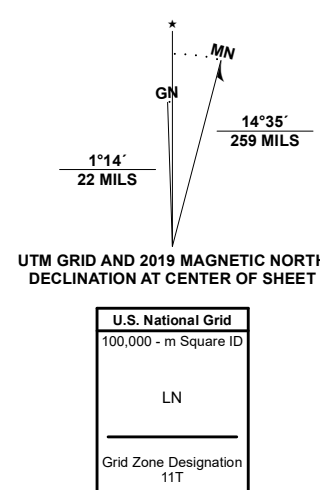 ★
MN
GN
14°35´
259 MILS
1°14´
22 MILS
UTM GRID AND 2019 MAGNETIC NORTH
DECLINATION AT CENTER OF SHEET
U.S. National Grid
100,000 - m Square ID
LN
Grid Zone Designation
11T